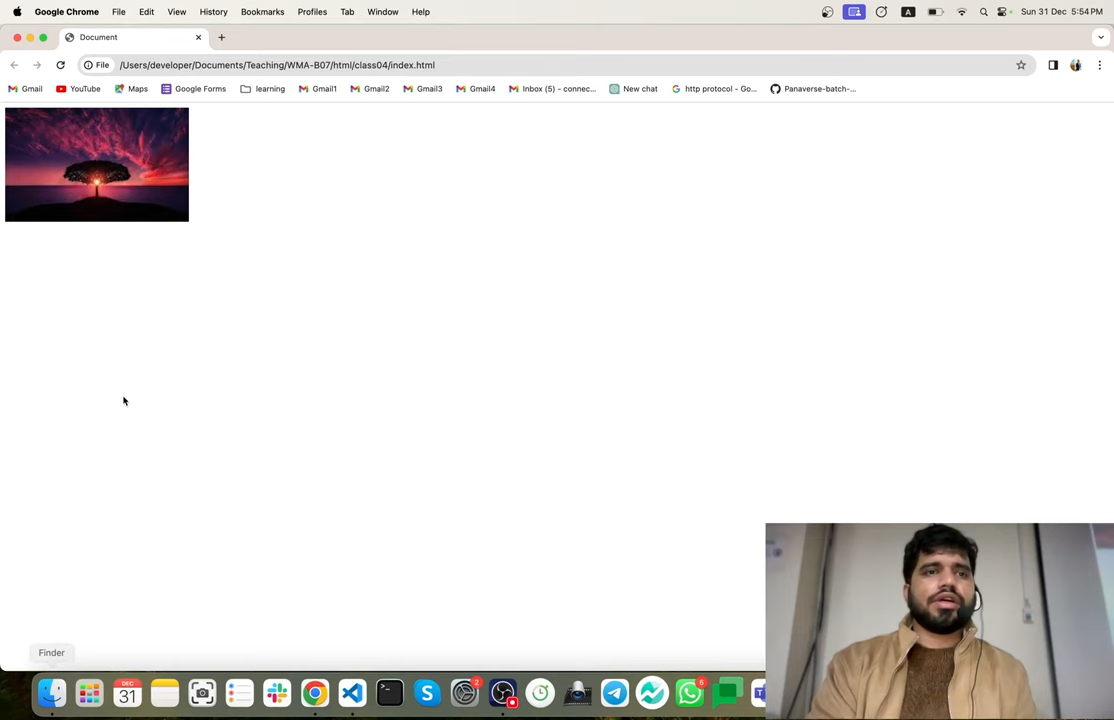 Google Chrome File Edit View History Bookmarks Profiles Tab Window Help A Sun 31 Dec 5:54 PM
Document
File /Users/developer/Documents/Teaching/WMA-B07/html/class04/index.html
Gmail YouTube Maps Google Forms learning Gmail1 Gmail2 Gmail3 Gmail4 Inbox (5) - connec... New chat http protocol - Go... Panaverse-batch-...
Finder
DEC
31
2
6